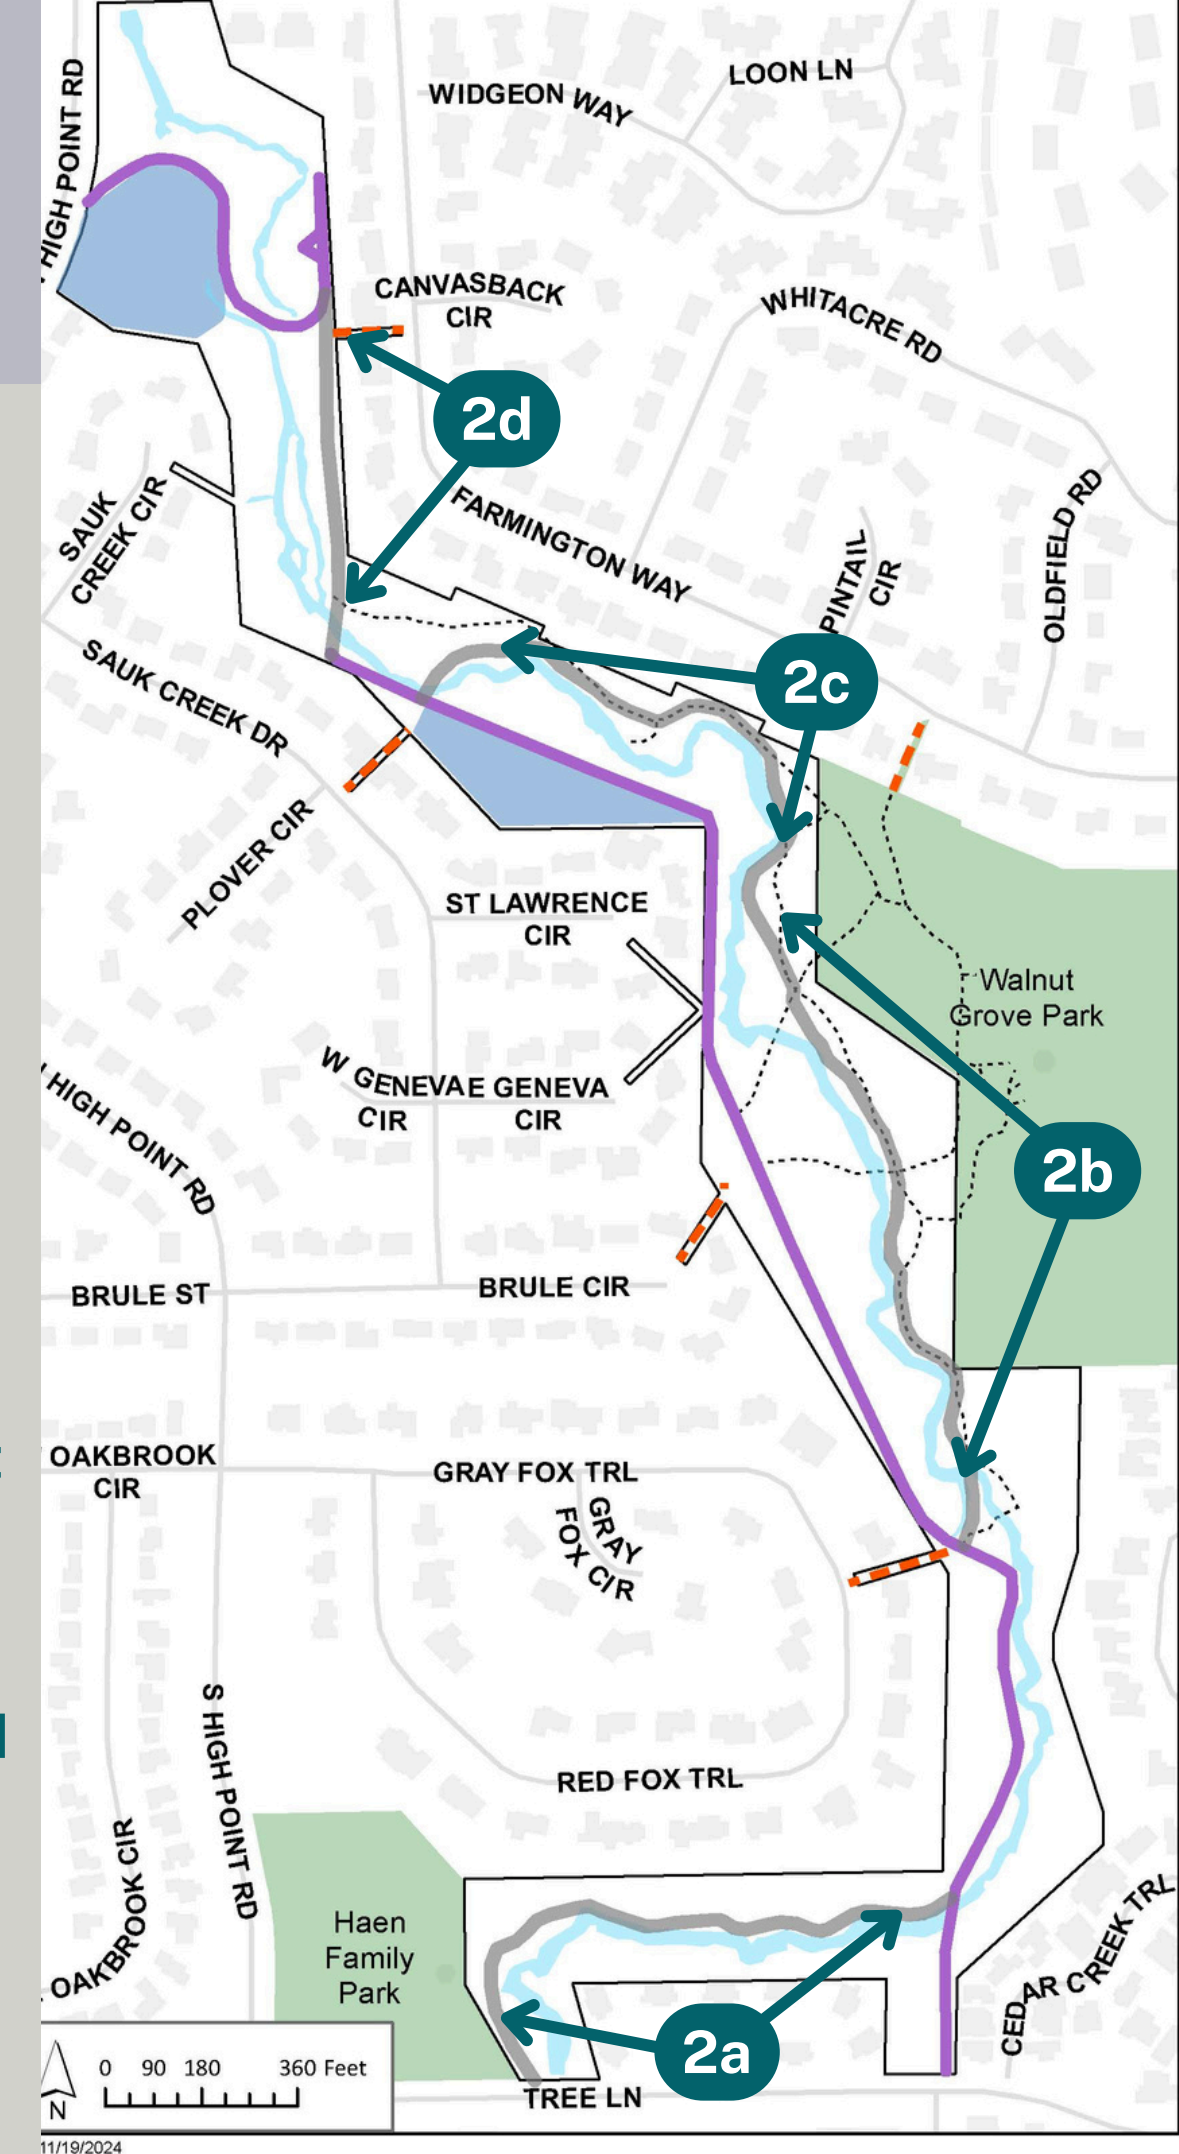 HIGH POINT RD
WIDGEON WAY
LOON LN
CANVASBACK
CIR
WHITACRE RD
2d
SAUK
CREEK CIR
FARMINGTON WAY
PINTAIL
CIR
OLDFIELD RD
SAUK CREEK DR
2c
PLOVER CIR
ST LAWRENCE
CIR
Walnut
Grove Park
W GENEVA
CIR
E GENEVA
CIR
HIGH POINT RD
2b
BRULE ST
BRULE CIR
OAKBROOK
CIR
GRAY FOX TRL
GRAY
FOX CIR
S HIGH POINT RD
RED FOX TRL
OAKBROOK CIR
Haen
Family
Park
CEDAR CREEK TRL
2a
0 90 180 360 Feet
N
TREE LN
11/19/2024